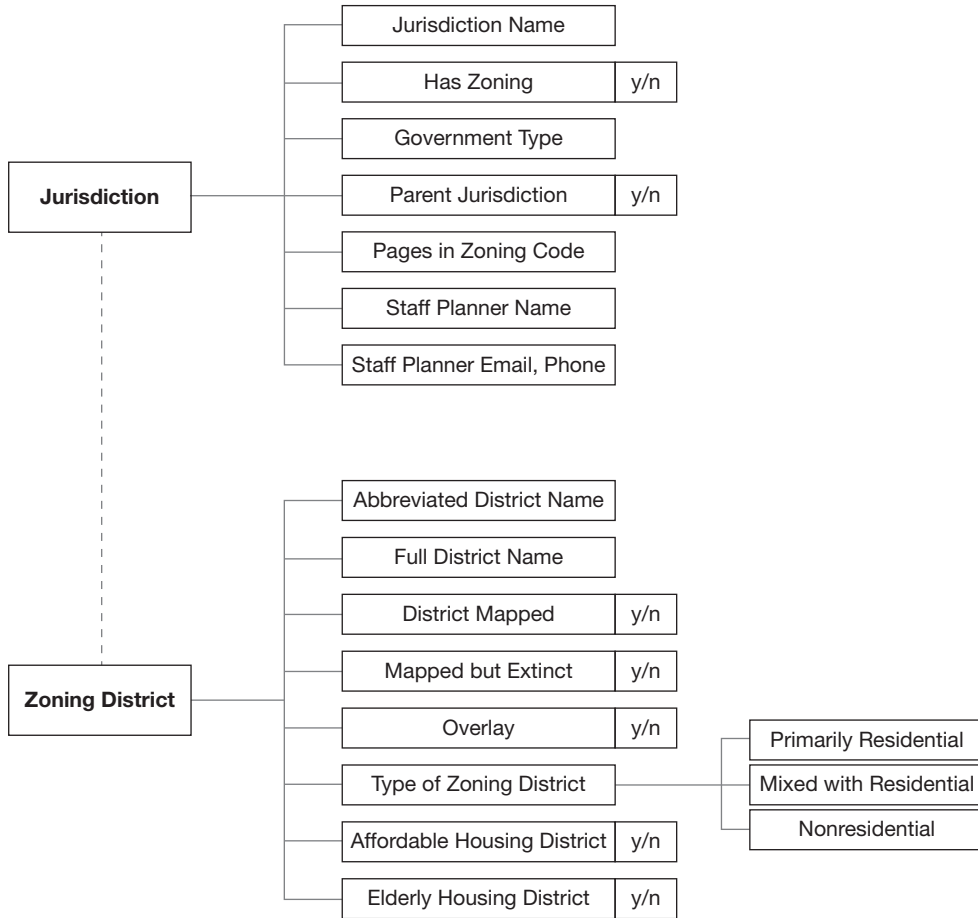 Jurisdiction Name
Has Zoning y/n
Government Type
Jurisdiction
Parent Jurisdiction y/n
Pages in Zoning Code
Staff Planner Name
Staff Planner Email, Phone
Abbreviated District Name
Full District Name
District Mapped y/n
Mapped but Extinct y/n
Zoning District
Overlay y/n
Type of Zoning District
Primarily Residential
Mixed with Residential
Nonresidential
Affordable Housing District y/n
Elderly Housing District y/n